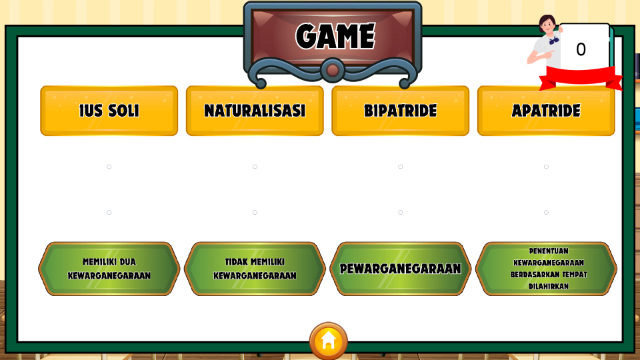 GAME
0
IUS SOLI
NATURALISASI
BIPATRIDE
APATRIDE
MEMILIKI DUA
KEWARGANEGARAAN
TIDAK MEMILIKI
KEWARGANEGARAAN
PEWARGANEGARAAN
PENENTUAN
KEWARGANEGARAAN
BERDASARKAN TEMPAT
DILAHIRKAN